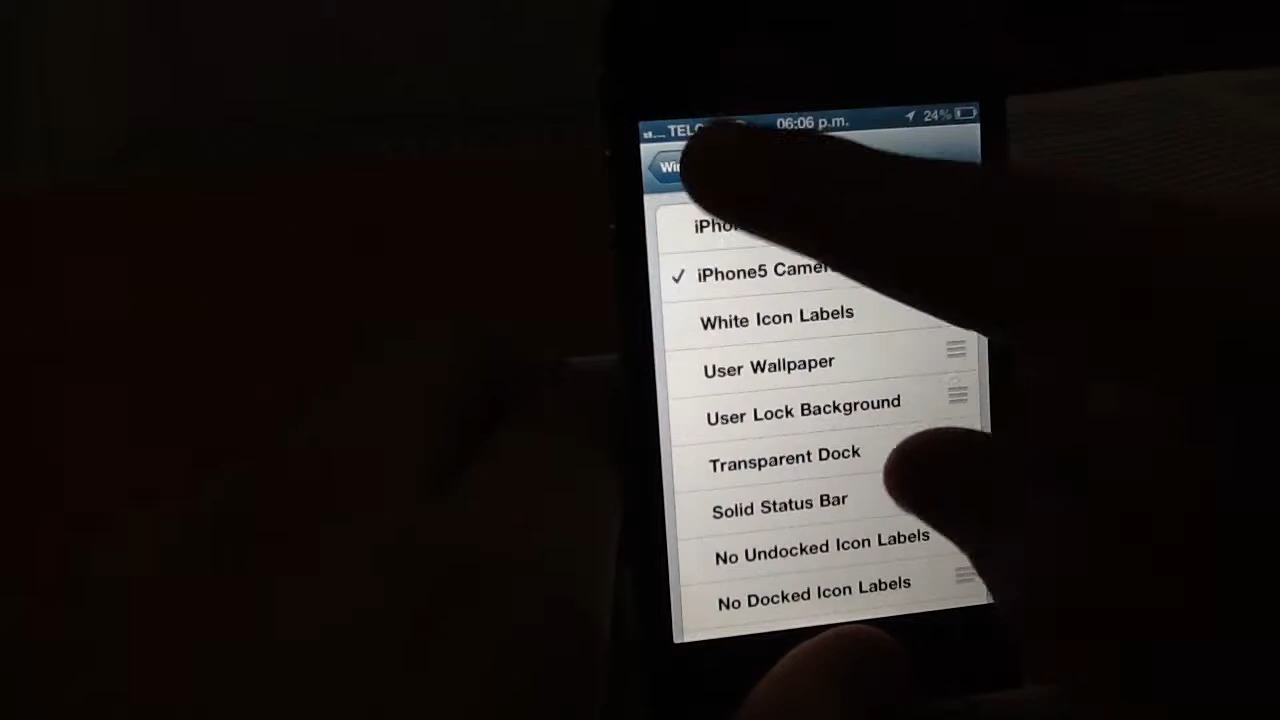 06:06 p.m. 24%
iPhone5
White Icon Labels
User Wallpaper
User Lock Background
Transparent Dock
Solid Status Bar
No Undocked Icon Labels
No Docked Icon Labels